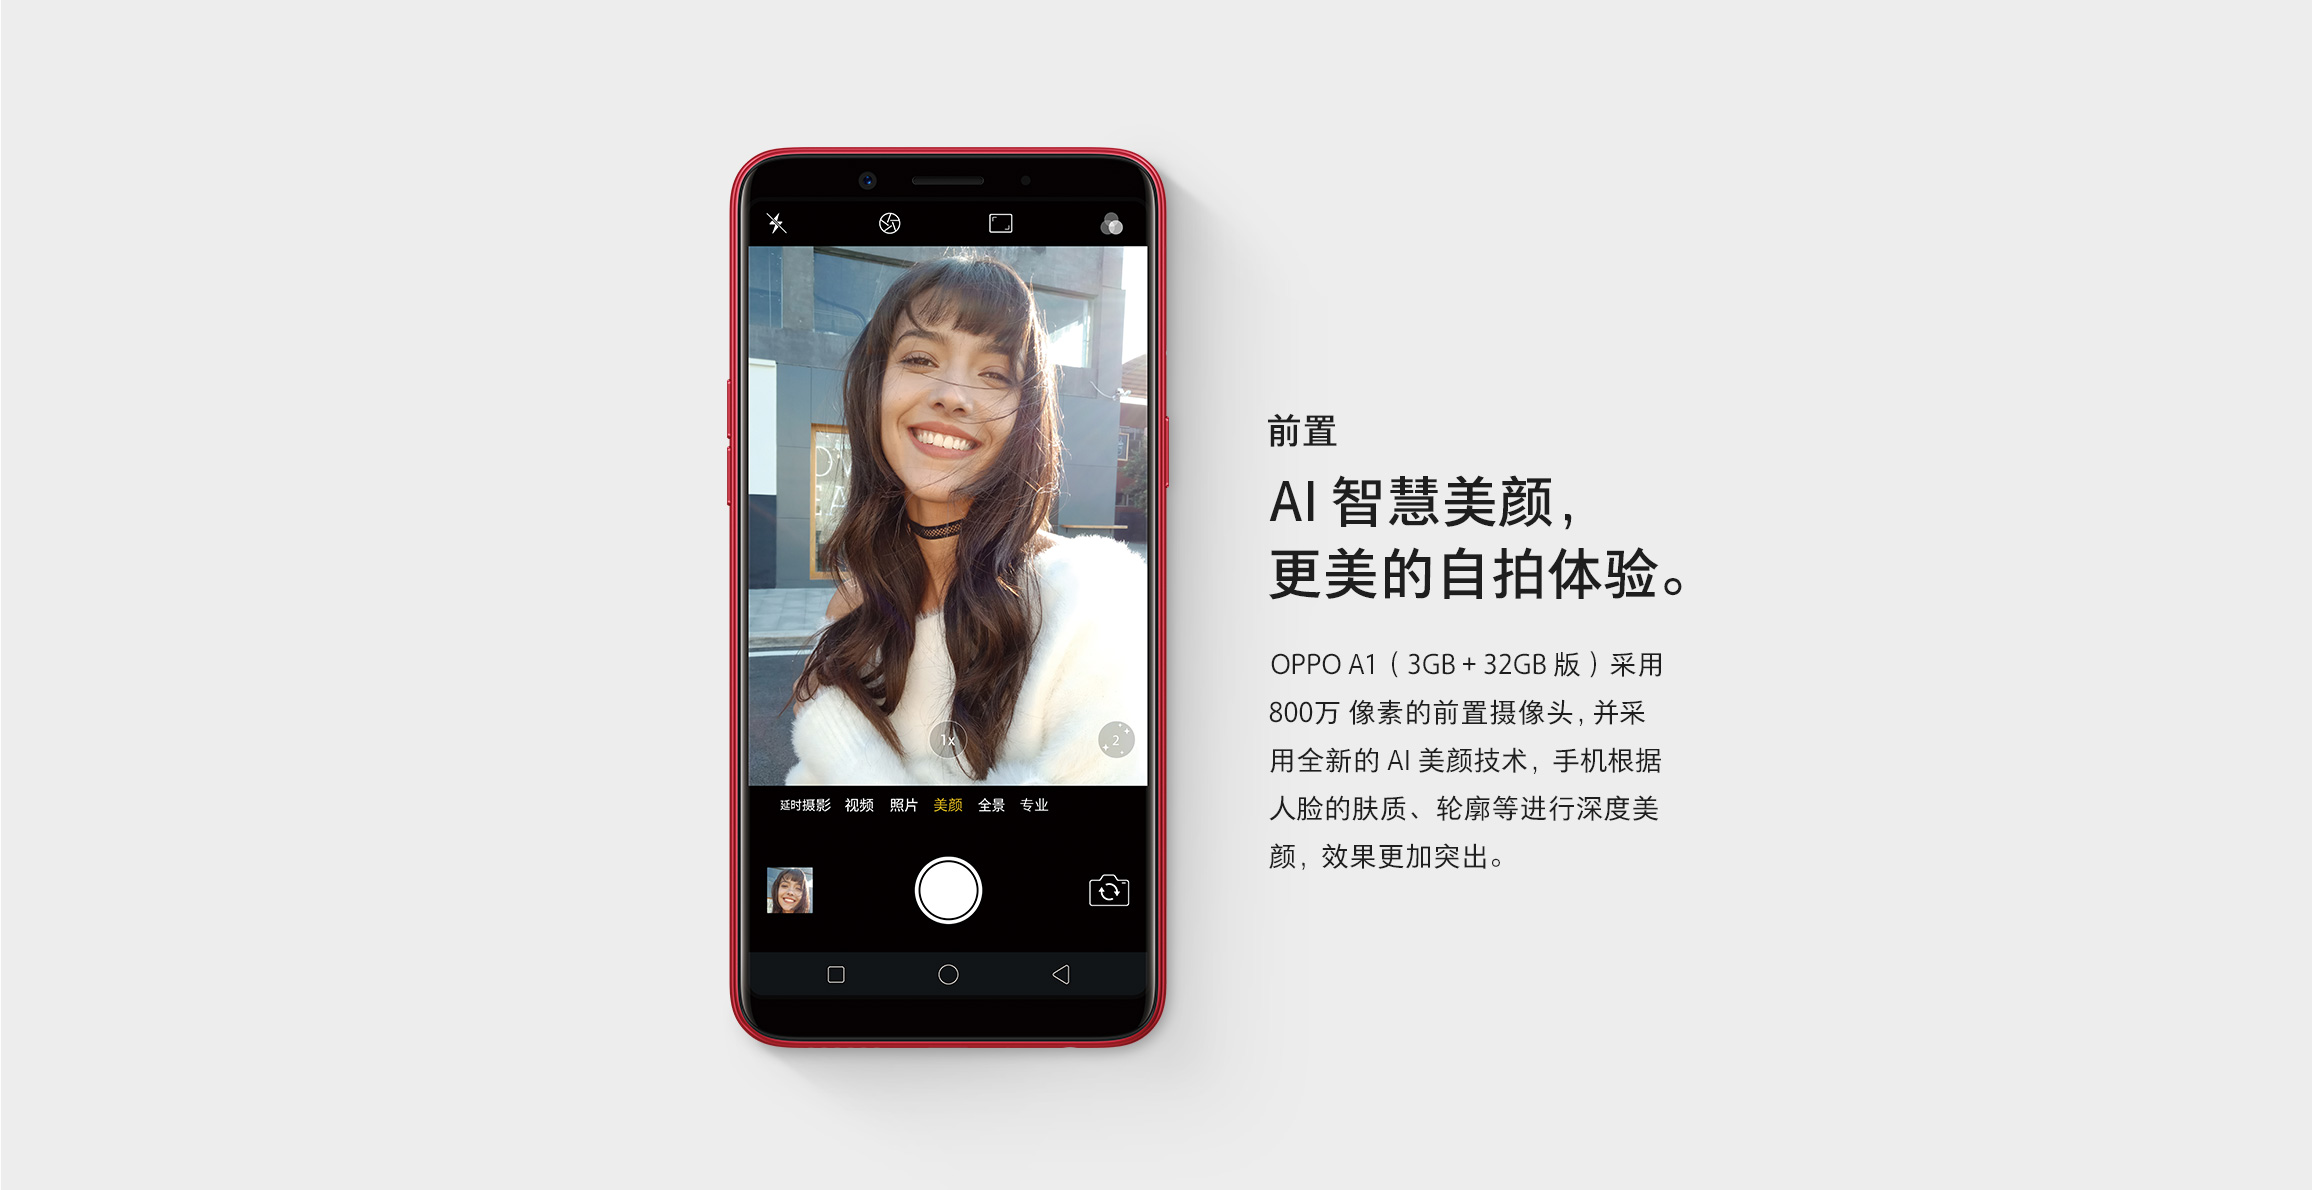 1x
2
延时摄影 视频 照片 美颜 全景 专业
前置
AI 智慧美颜，
更美的自拍体验。
OPPO A1（3GB + 32GB 版）采用
800万 像素的前置摄像头，并采
用全新的 AI 美颜技术，手机根据
人脸的肤质、轮廓等进行深度美
颜，效果更加突出。